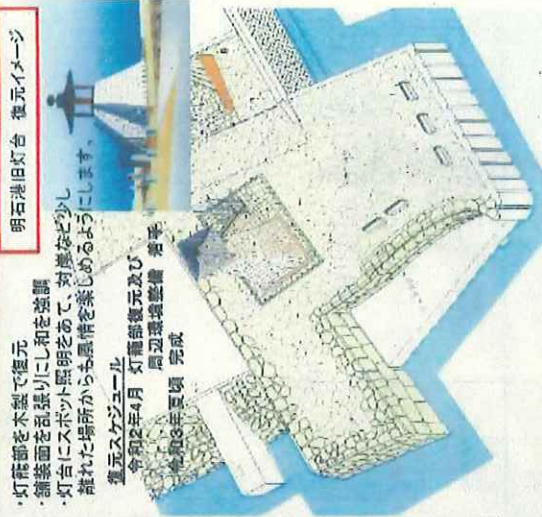 明石港旧灯台 復元イメージ
・灯籠部を木製で復元
・舗装面を乱張りにし和を強調
・灯台にスポット照明をあて、対岸など少し
離れた場所からも風情を楽しめるようにします。
復元スケジュール
令和2年4月 灯籠部復元及び
周辺環境整備 着手
令和3年夏頃 完成